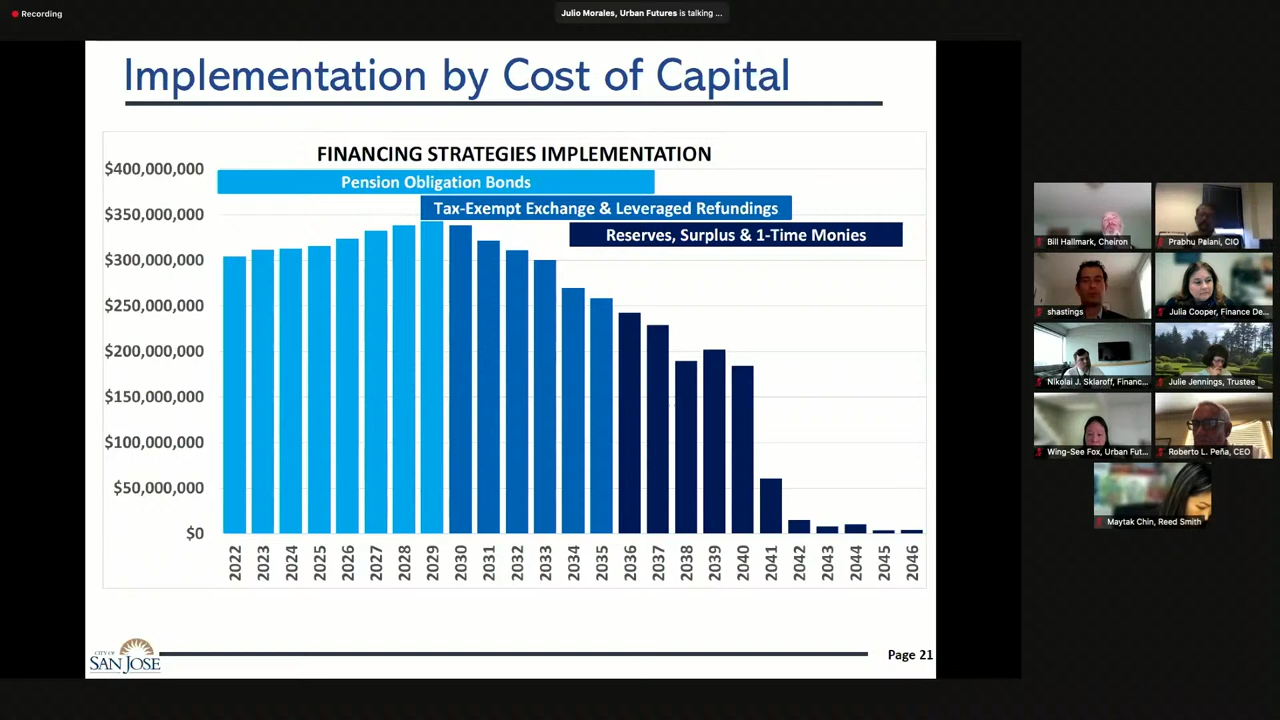 Recording
Julio Morales, Urban Futures is talking ...
Implementation by Cost of Capital
FINANCING STRATEGIES IMPLEMENTATION
$400,000,000
Pension Obligation Bonds
Tax-Exempt Exchange & Leveraged Refundings
$350,000,000
Reserves, Surplus & 1-Time Monies
$300,000,000
$250,000,000
$200,000,000
$150,000,000
$100,000,000
$50,000,000
$0
2022 2023 2024 2025 2026 2027 2028 2029 2030 2031 2032 2033 2034 2035 2036 2037 2038 2039 2040 2041 2042 2043 2044 2045 2046
CITY OF
SAN JOSE
Page 21
Bill Hallmark, Cheiron
Prabhu Palani, CIO
shastings
Julia Cooper, Finance De...
Nikolai J. Sklaroff, Financ...
Julie Jennings, Trustee
Wing-See Fox, Urban Fut...
Roberto L. Peña, CEO
Maytak Chin, Reed Smith